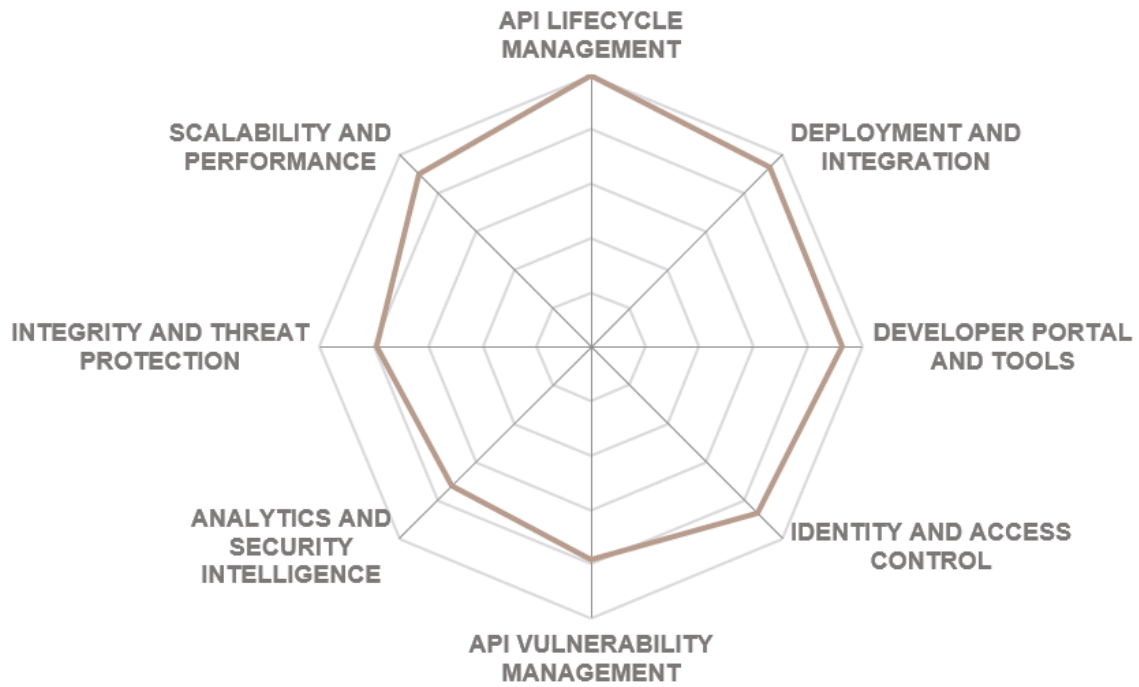 API LIFECYCLE
MANAGEMENT
DEPLOYMENT AND
INTEGRATION
DEVELOPER PORTAL
AND TOOLS
IDENTITY AND ACCESS
CONTROL
API VULNERABILITY
MANAGEMENT
ANALYTICS AND
SECURITY
INTELLIGENCE
INTEGRITY AND THREAT
PROTECTION
SCALABILITY AND
PERFORMANCE